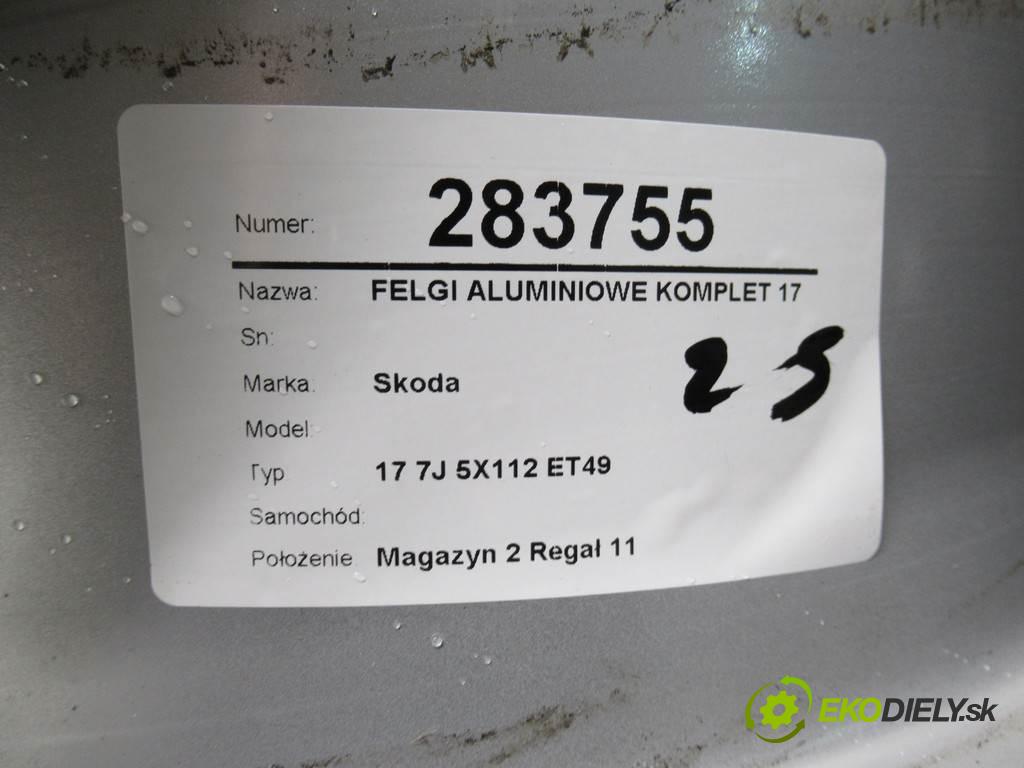 Numer: 283755
Nazwa: FELGI ALUMINIOWE KOMPLET 17
Sn:
Marka: Skoda
25
Model:
Typ 17 7J 5X112 ET49
Samochód:
Położenie Magazyn 2 Regał 11
EKODIELY.sk